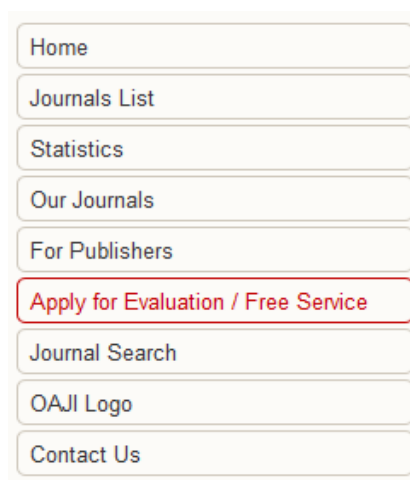 Home
Journals List
Statistics
Our Journals
For Publishers
Apply for Evaluation / Free Service
Journal Search
OAJI Logo
Contact Us